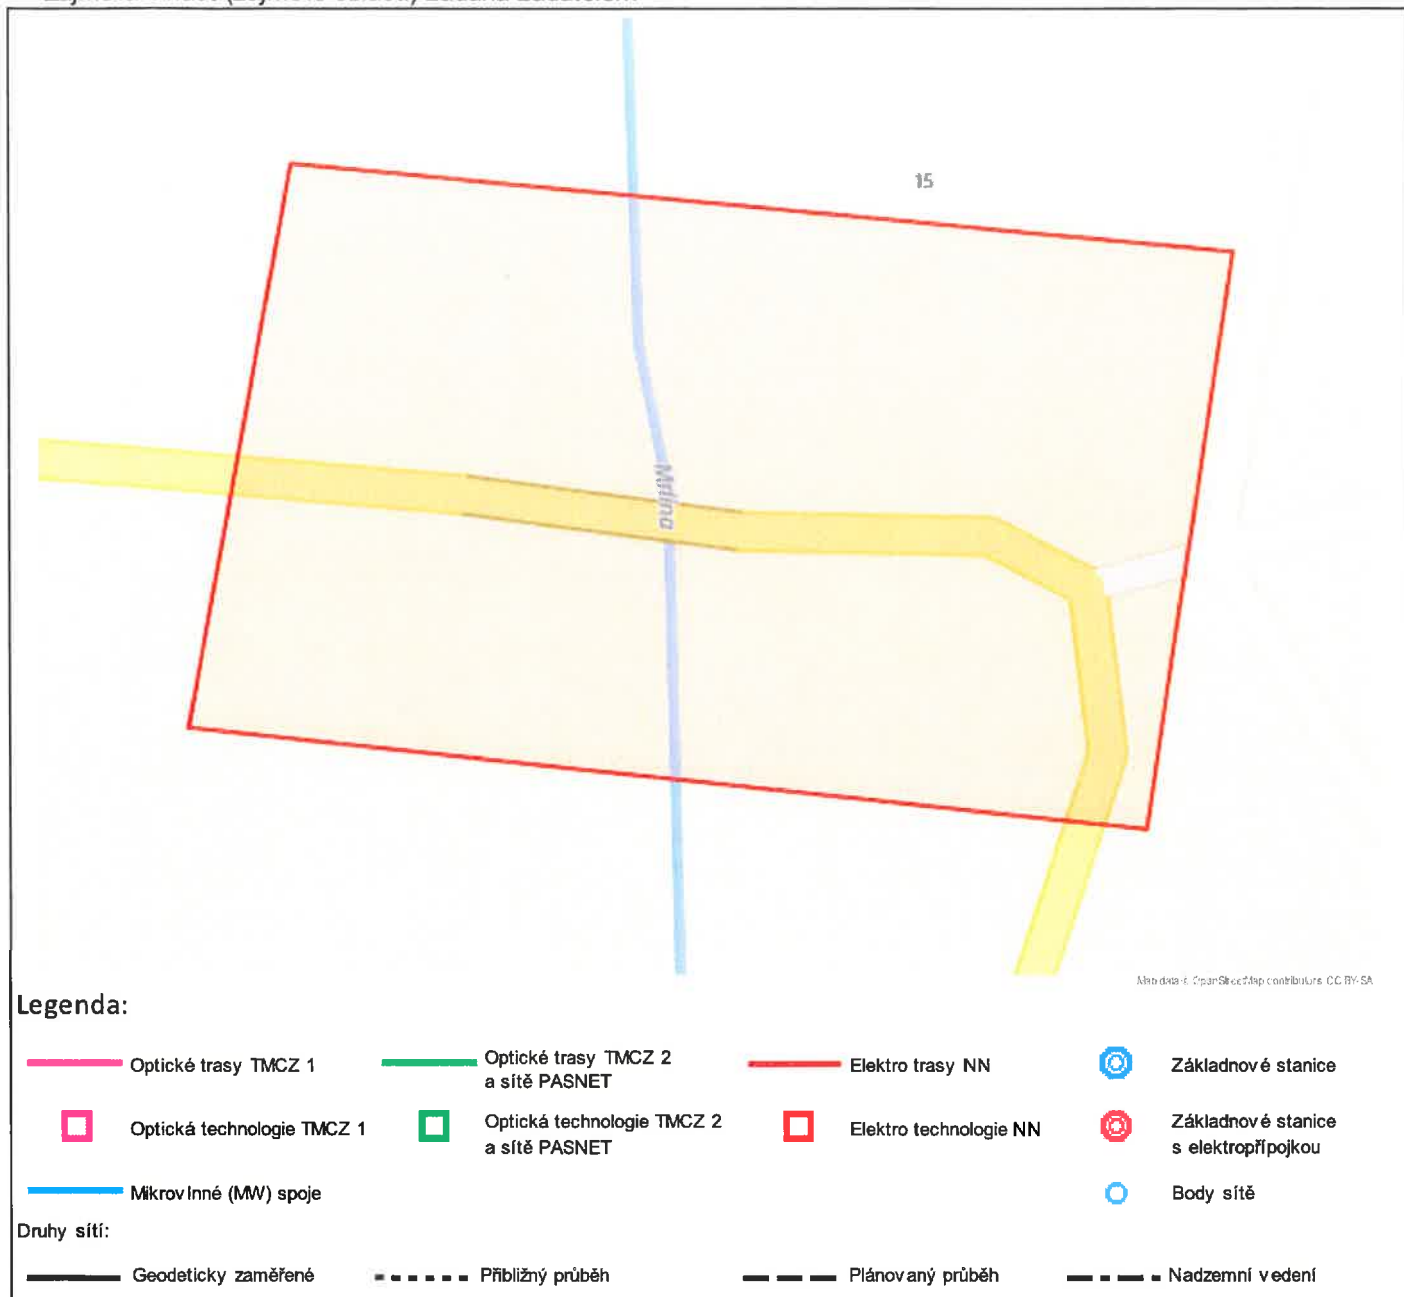 15
Mrlina
Map data © OpenStreetMap contributors CC BY-SA
Legenda:
Optické trasy TMCZ 1
Optické trasy TMCZ 2
a sítě PASNET
Elektro trasy NN
Základnové stanice
Optická technologie TMCZ 1
Optická technologie TMCZ 2
a sítě PASNET
Elektro technologie NN
Základnové stanice
s elektropřípojkou
Mikrovlnné (MW) spoje
Body sítě
Druhy sítí:
Geodeticky zaměřené
Přibližný průběh
Plánovaný průběh
Nadzemní vedení